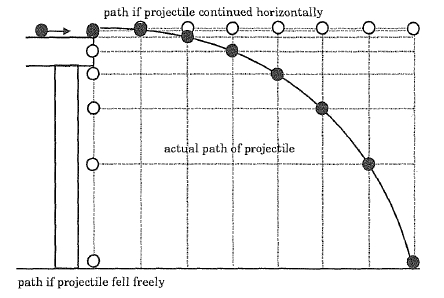 path if projectile continued horizontally
actual path of projectile
path if projectile fell freely